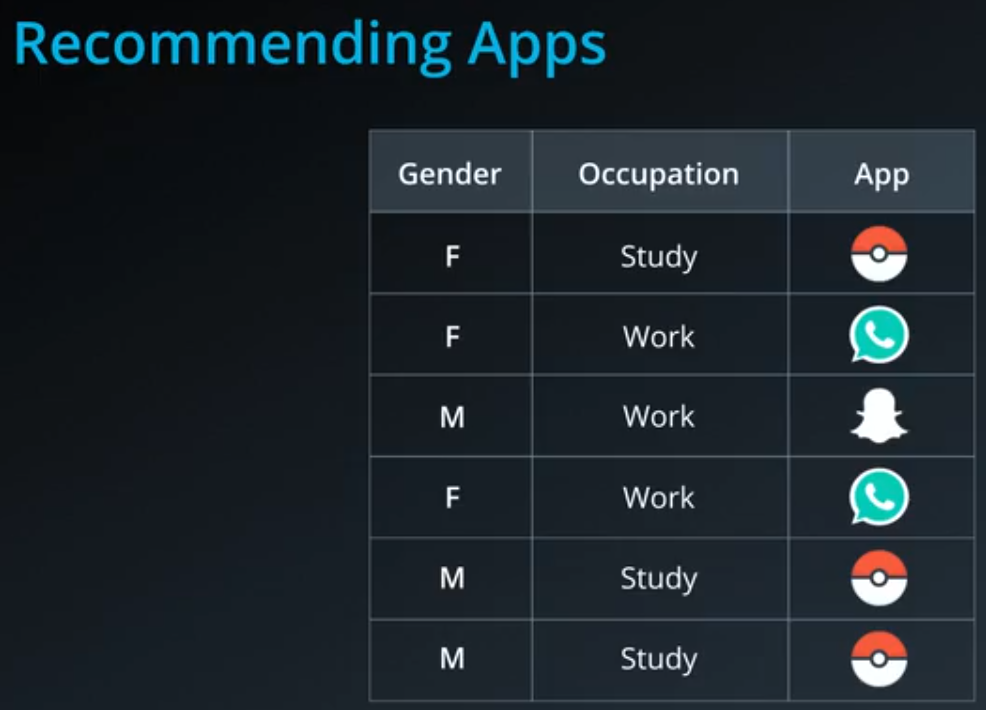 Recommending Apps
Gender Occupation App
F Study
F Work
M Work
F Work
M Study
M Study